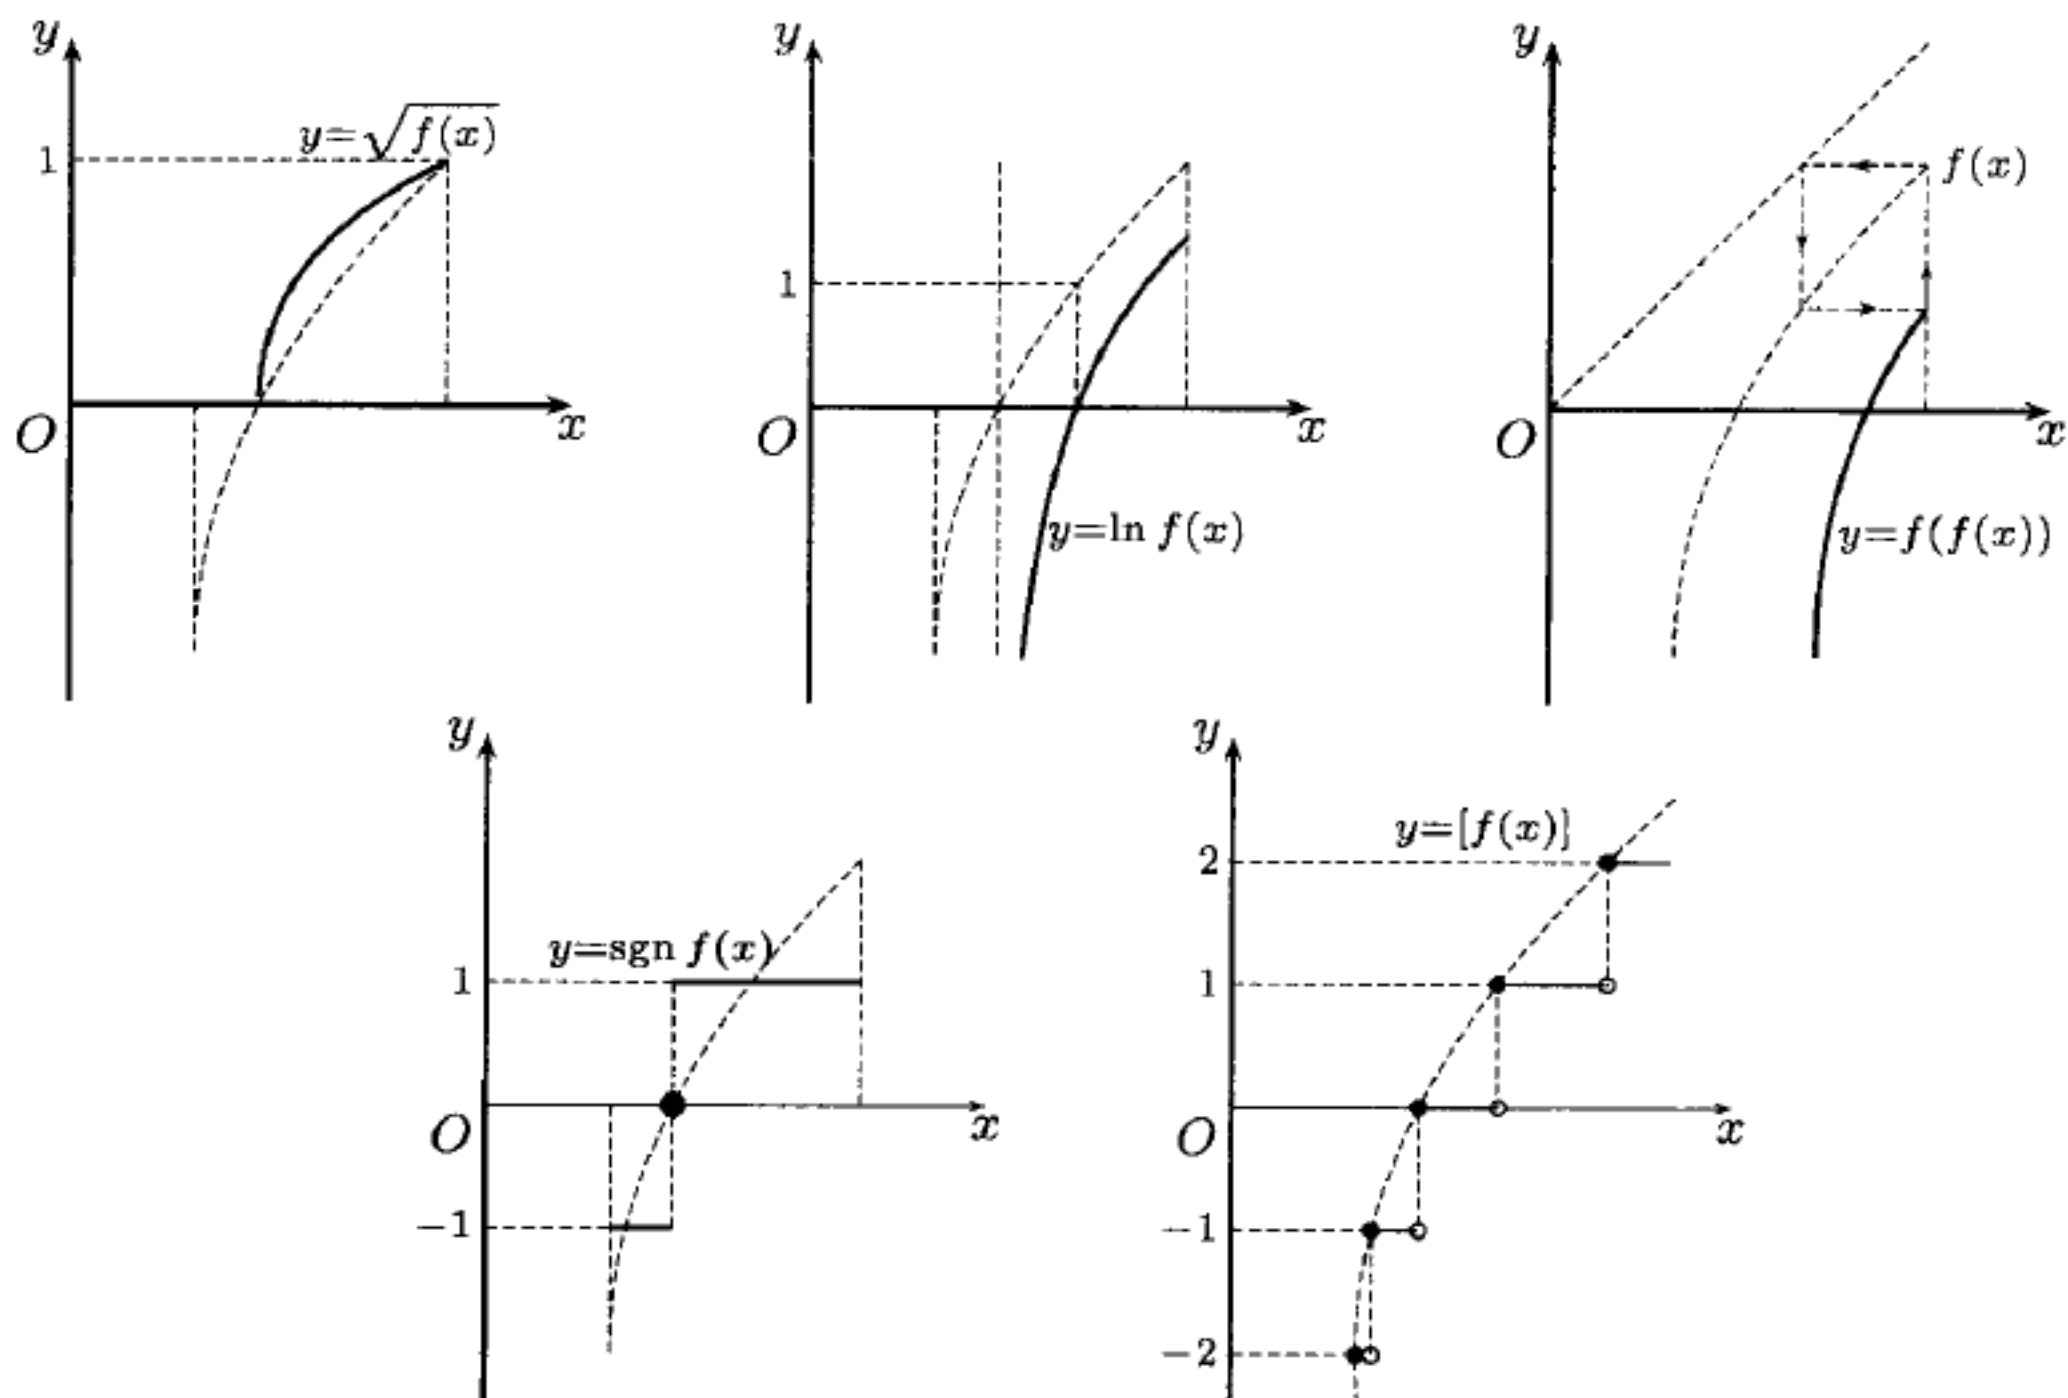 y
y=√f(x)
1
O
x
y
1
O
x
y=ln f(x)
y
f(x)
O
x
y=f(f(x))
y
y=sgn f(x)
1
O
x
−1
y
y=[f(x)]
2
1
O
x
−1
−2